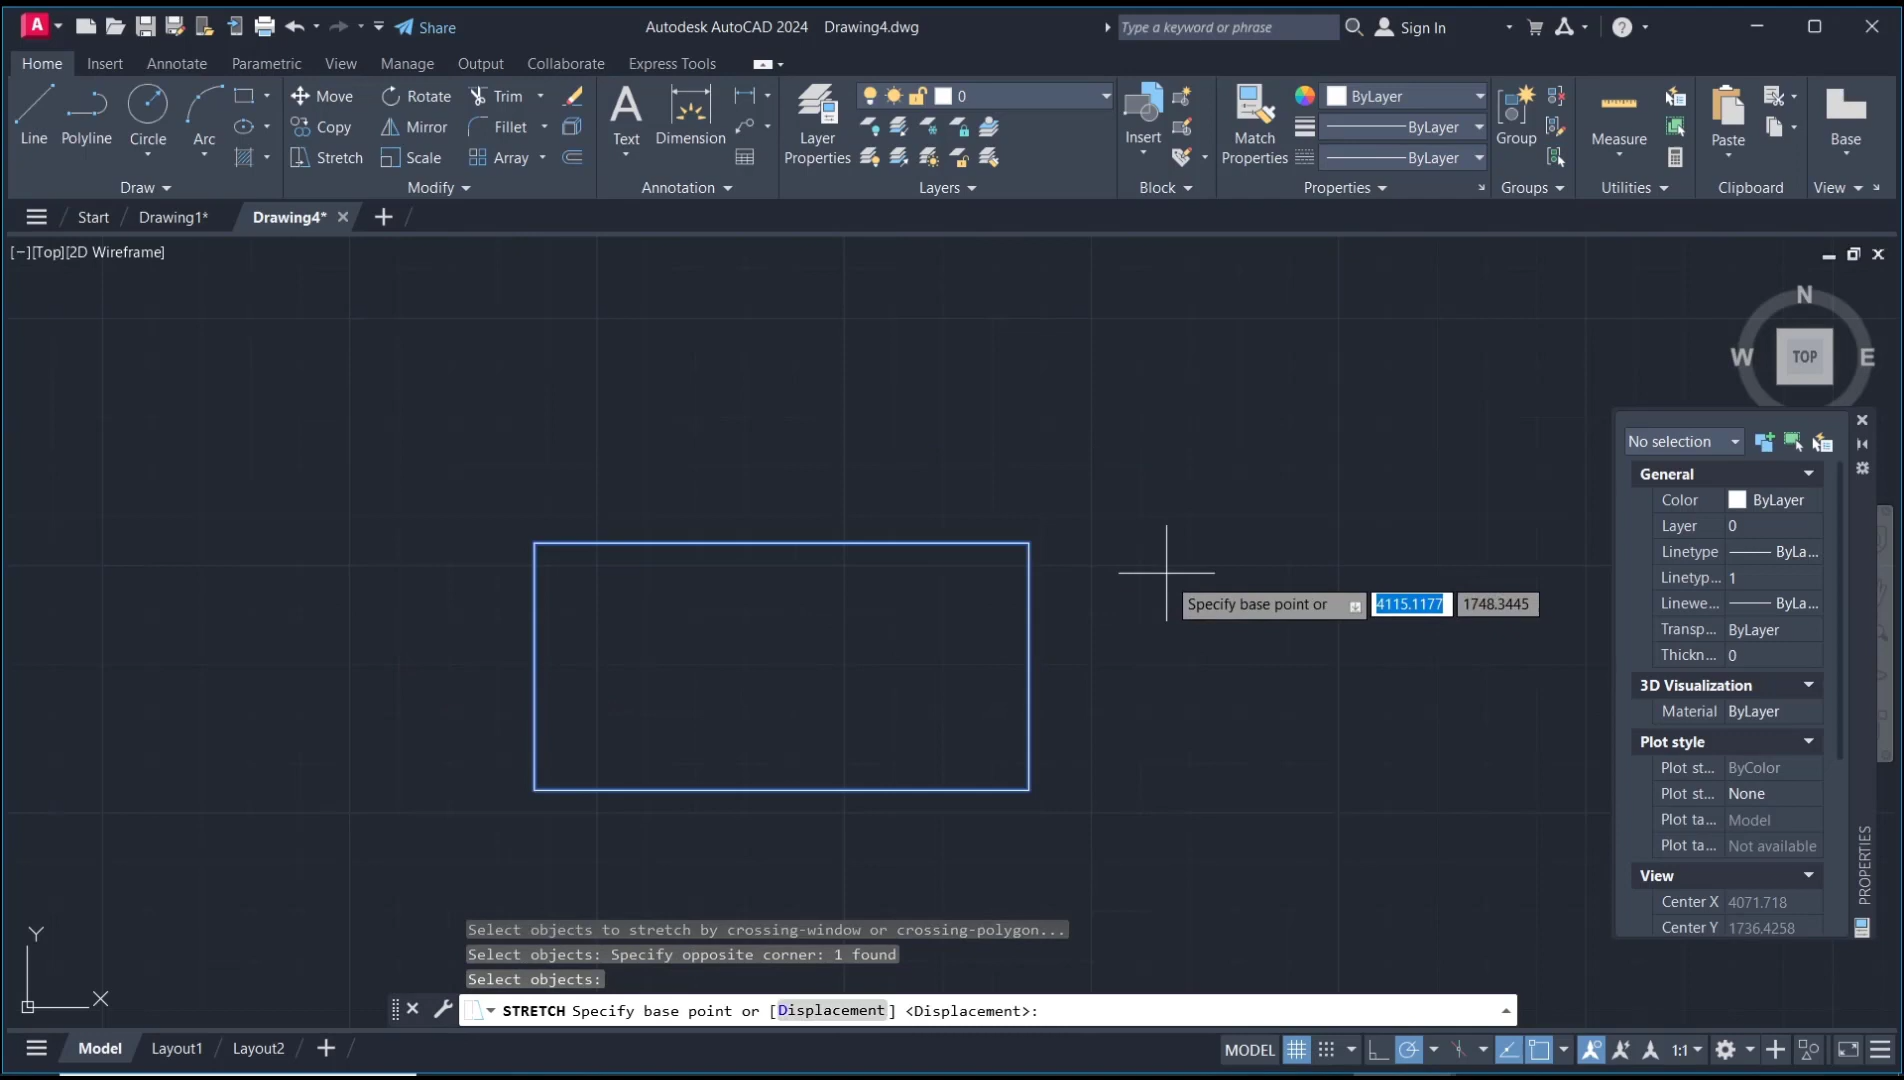 A Share Autodesk AutoCAD 2024 Drawing4.dwg Type a keyword or phrase Sign In
Home Insert Annotate Parametric View Manage Output Collaborate Express Tools
Line Polyline Circle Arc
Move Rotate Trim
Copy Mirror Fillet
Stretch Scale Array
Text Dimension
Layer Properties
0
Insert
Match Properties
ByLayer
ByLayer
ByLayer
Group
Measure
Paste
Base
Draw Modify Annotation Layers Block Properties Groups Utilities Clipboard View
Start Drawing1* Drawing4*
[−][Top][2D Wireframe]
N
W TOP E
Specify base point or 4115.1177 1748.3445
No selection
General
Color ByLayer
Layer 0
Linetype ByLa...
Linetyp... 1
Linewe... ByLa...
Transp... ByLayer
Thickn... 0
3D Visualization
Material ByLayer
Plot style
Plot st... ByColor
Plot st... None
Plot ta... Model
Plot ta... Not available
View
Center X 4071.718
Center Y 1736.4258
PROPERTIES
Y
X
Select objects to stretch by crossing-window or crossing-polygon...
Select objects: Specify opposite corner: 1 found
Select objects:
STRETCH Specify base point or [Displacement] <Displacement>:
Model Layout1 Layout2 MODEL 1:1